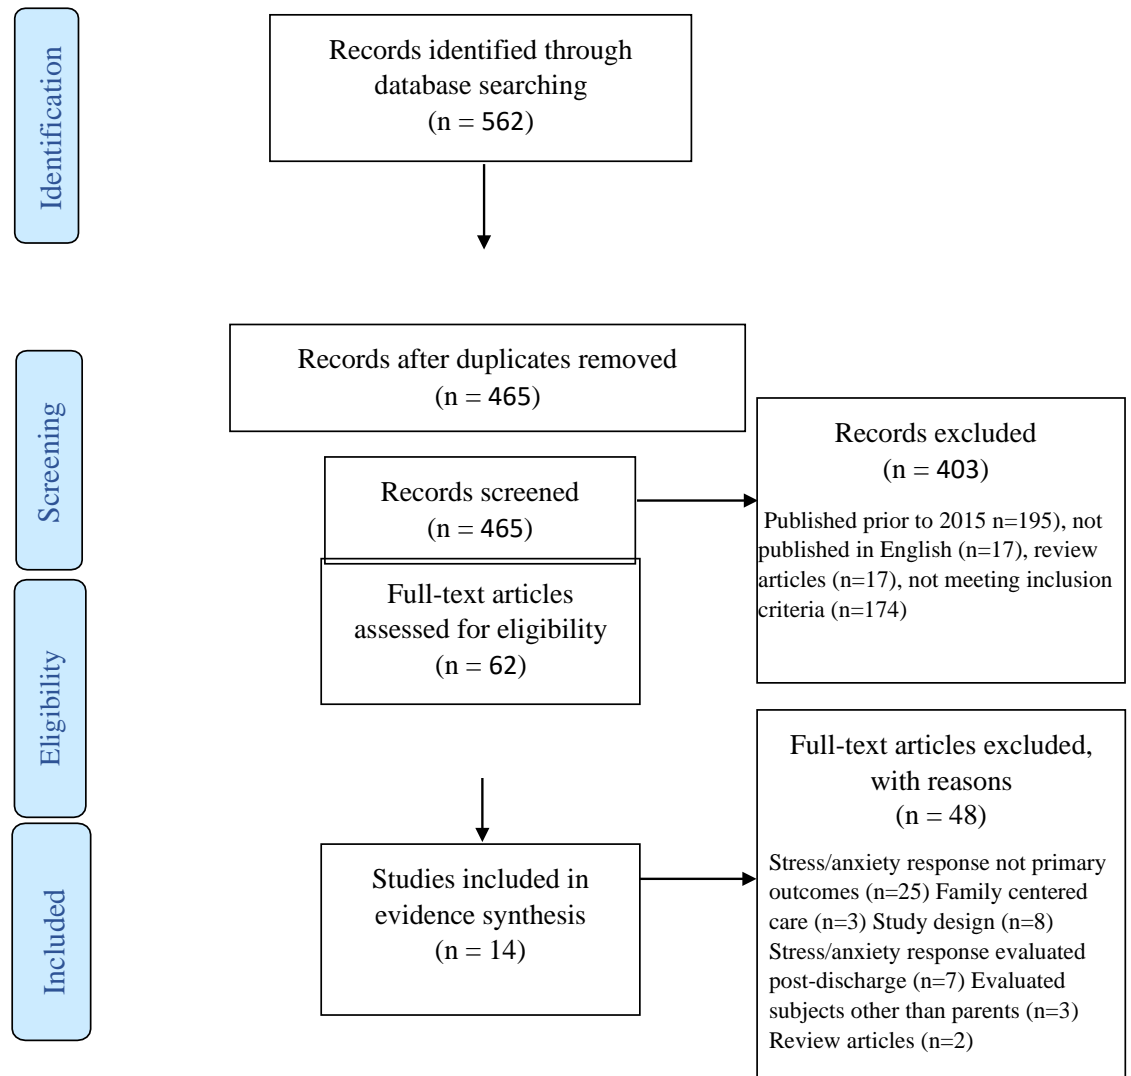 Identification
Records identified through
database searching
(n = 562)
Screening
Records after duplicates removed
(n = 465)
Records screened
(n = 465)
Records excluded
(n = 403)
Published prior to 2015 n=195), not
published in English (n=17), review
articles (n=17), not meeting inclusion
criteria (n=174)
Eligibility
Full-text articles
assessed for eligibility
(n = 62)
Full-text articles excluded,
with reasons
(n = 48)
Stress/anxiety response not primary
outcomes (n=25) Family centered
care (n=3) Study design (n=8)
Stress/anxiety response evaluated
post-discharge (n=7) Evaluated
subjects other than parents (n=3)
Review articles (n=2)
Included
Studies included in
evidence synthesis
(n = 14)